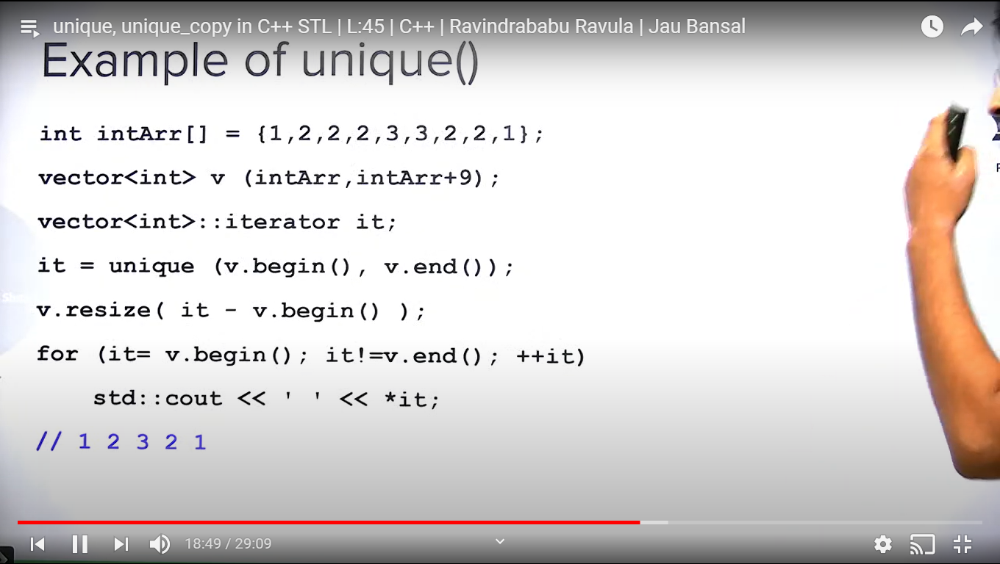 unique, unique_copy in C++ STL | L:45 | C++ | Ravindrababu Ravula | Jau Bansal
Example of unique()
int intArr[] = {1,2,2,2,3,3,2,2,1};
vector<int> v (intArr,intArr+9);
vector<int>::iterator it;
it = unique (v.begin(), v.end());
v.resize( it - v.begin() );
for (it= v.begin(); it!=v.end(); ++it)
std::cout << ' ' << *it;
// 1 2 3 2 1
18:49 / 29:09